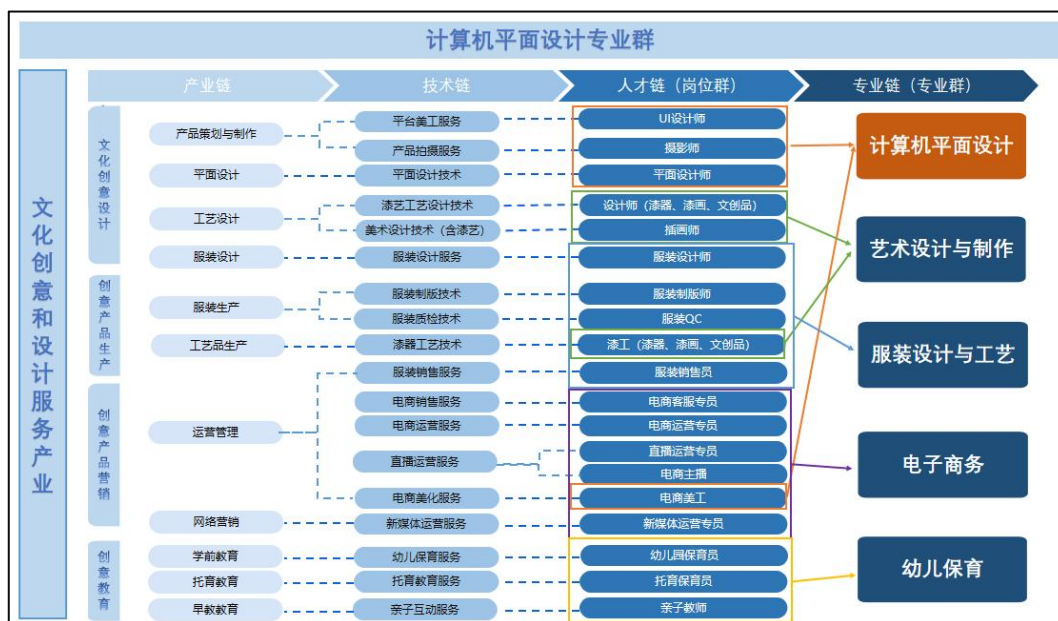 计算机平面设计专业群
产业链
技术链
人才链（岗位群）
专业链（专业群）
文化创意和设计服务产业
文化创意设计
产品策划与制作
平台美工服务
UI设计师
产品拍摄服务
摄影师
平面设计
平面设计技术
平面设计师
工艺设计
漆艺工艺设计技术
设计师（漆器、漆画、文创品）
美术设计技术（含漆艺）
插画师
服装设计
服装设计服务
服装设计师
创意产品生产
服装生产
服装制版技术
服装制版师
服装质检技术
服装QC
工艺品生产
漆器工艺技术
漆工（漆器、漆画、文创品）
创意产品营销
运营管理
服装销售服务
服装销售员
电商销售服务
电商客服专员
电商运营服务
电商运营专员
直播运营服务
直播运营专员
电商主播
电商美化服务
电商美工
网络营销
新媒体运营服务
新媒体运营专员
创意教育
学前教育
幼儿保育服务
幼儿园保育员
托育教育
托育教育服务
托育保育员
早教教育
亲子互动服务
亲子教师
计算机平面设计
艺术设计与制作
服装设计与工艺
电子商务
幼儿保育